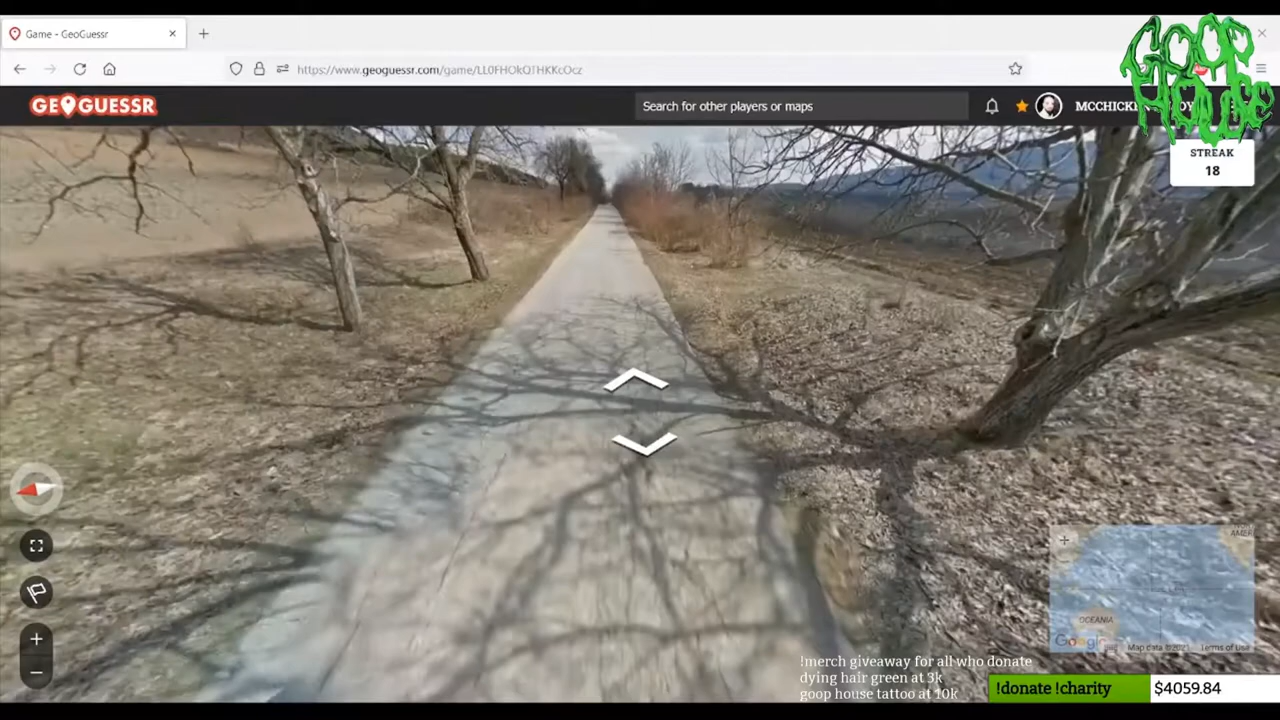 Game - GeoGuessr
https://www.geoguessr.com/game/
GEOGUESSR
Search for other players or maps
GOOP
HOUSE
STREAK
18
OCEANIA
Google
Map data ©2021 Terms of Use
!merch giveaway for all who donate
dying hair green at 3k
goop house tattoo at 10k
!donate !charity
$4059.84